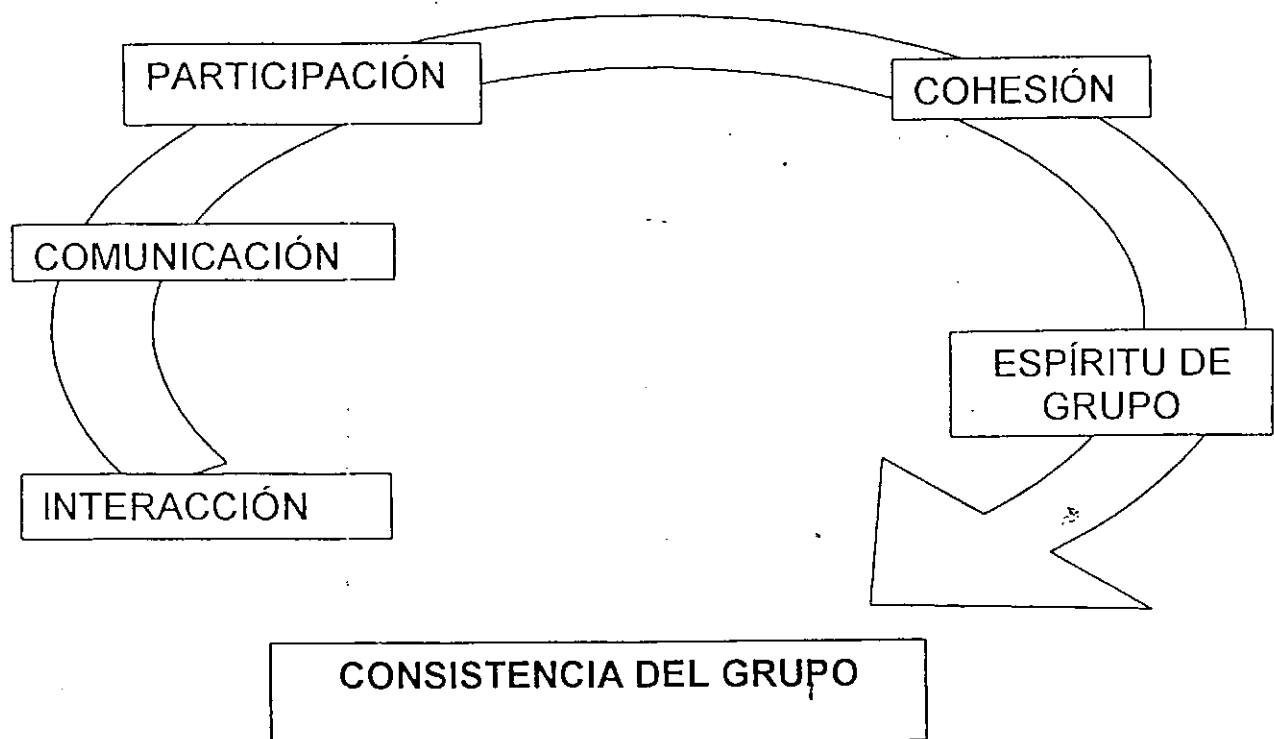 PARTICIPACIÓN
COHESIÓN
COMUNICACIÓN
ESPÍRITU DE
GRUPO
INTERACCIÓN
CONSISTENCIA DEL GRUPO